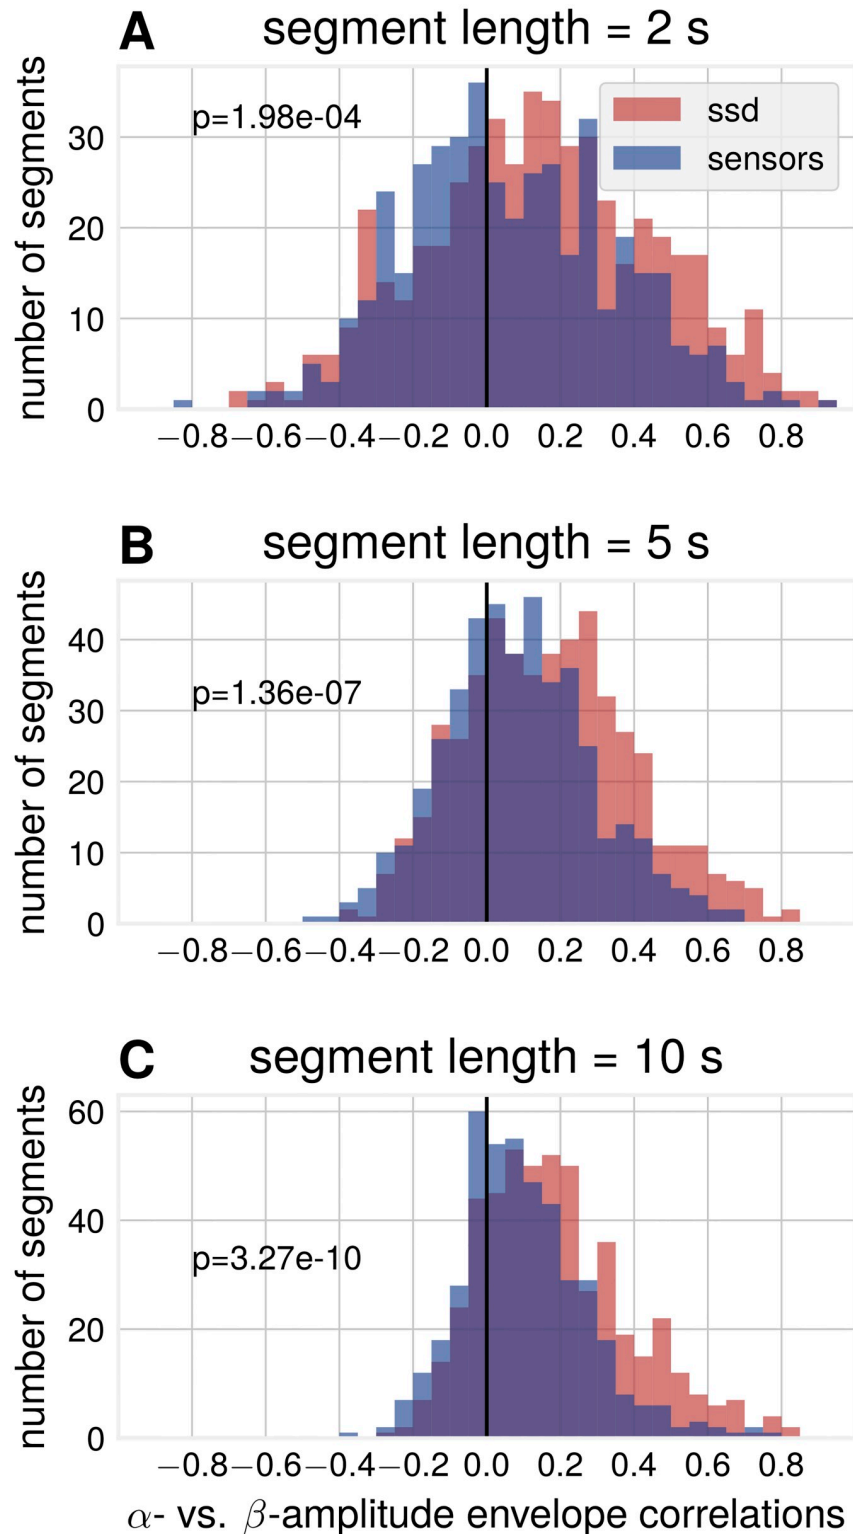 A segment length = 2 s
p=1.98e-04
ssd
sensors
number of segments
30
20
10
0
−0.8 −0.6 −0.4 −0.2 0.0 0.2 0.4 0.6 0.8
B segment length = 5 s
p=1.36e-07
number of segments
40
30
20
10
0
−0.8 −0.6 −0.4 −0.2 0.0 0.2 0.4 0.6 0.8
C segment length = 10 s
p=3.27e-10
number of segments
60
40
20
0
−0.8 −0.6 −0.4 −0.2 0.0 0.2 0.4 0.6 0.8
α- vs. β-amplitude envelope correlations